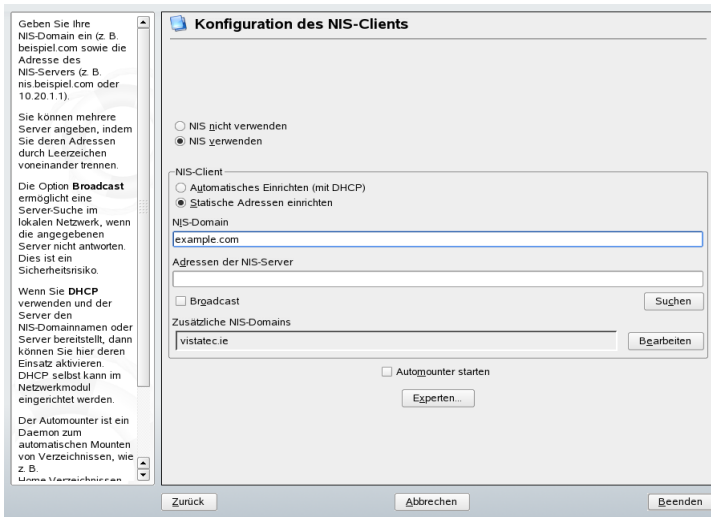 Geben Sie Ihre
NIS-Domain ein (z. B.
beispiel.com sowie die
Adresse des
NIS-Servers (z. B.
nis.beispiel.com oder
10.20.1.1).
Sie können mehrere
Server angeben, indem
Sie deren Adressen
durch Leerzeichen
voneinander trennen.
Die Option Broadcast
ermöglicht eine
Server-Suche im
lokalen Netzwerk, wenn
die angegebenen
Server nicht antworten.
Dies ist ein
Sicherheitsrisiko.
Wenn Sie DHCP
verwenden und der
Server den
NIS-Domainnamen oder
Server bereitstellt, dann
können Sie hier deren
Einsatz aktivieren.
DHCP selbst kann im
Netzwerkmodul
eingerichtet werden.
Der Automounter ist ein
Daemon zum
automatischen Mounten
von Verzeichnissen, wie
z. B.
Home Verzeichnissen
Konfiguration des NIS-Clients
NIS nicht verwenden
NIS verwenden
NIS-Client
Automatisches Einrichten (mit DHCP)
Statische Adressen einrichten
NIS-Domain
example.com
Adressen der NIS-Server
Broadcast
Suchen
Zusätzliche NIS-Domains
vistatec.ie
Bearbeiten
Automounter starten
Experten...
Zurück
Abbrechen
Beenden